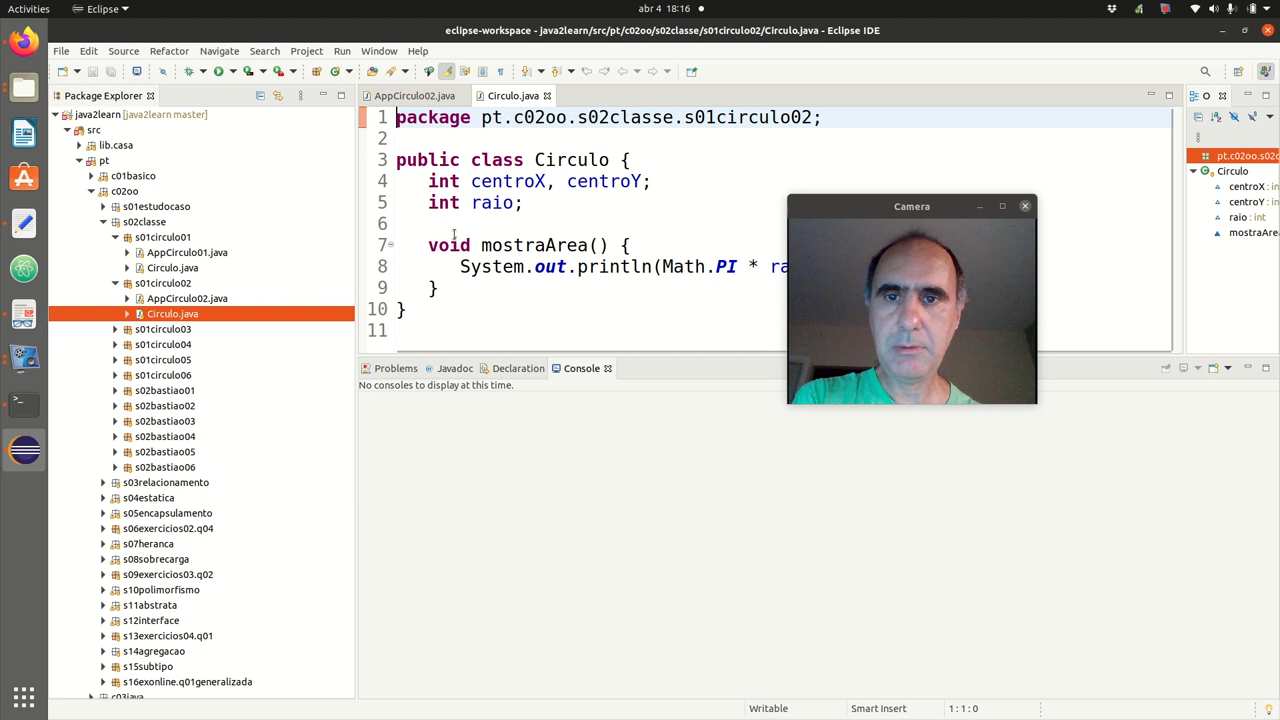 Activities
Eclipse
abr 4 18:16
eclipse-workspace - java2learn/src/pt/c02oo/s02classe/s01circulo02/Circulo.java - Eclipse IDE
File Edit Source Refactor Navigate Search Project Run Window Help
Package Explorer
java2learn [java2learn master]
src
lib.casa
pt
c01basico
c02oo
s01estudocaso
s02classe
s01circulo01
AppCirculo01.java
Circulo.java
s01circulo02
AppCirculo02.java
Circulo.java
s01circulo03
s01circulo04
s01circulo05
s01circulo06
s02bastiao01
s02bastiao02
s02bastiao03
s02bastiao04
s02bastiao05
s02bastiao06
s03relacionamento
s04estatica
s05encapsulamento
s06exercicios02.q04
s07heranca
s08sobrecarga
s09exercicios03.q02
s10polimorfismo
s11abstrata
s12interface
s13exercicios04.q01
s14agregacao
s15subtipo
s16exonline.q01generalizada
c03java
AppCirculo02.java
Circulo.java
1 package pt.c02oo.s02classe.s01circulo02;
2
3 public class Circulo {
4 int centroX, centroY;
5 int raio;
6
7 void mostraArea() {
8 System.out.println(Math.PI * ra
9 }
10 }
11
Camera
O
pt.c02oo.s02c
Circulo
centroX : in
centroY : in
raio : int
mostraArea
Problems
Javadoc
Declaration
Console
No consoles to display at this time.
Writable
Smart Insert
1 : 1 : 0